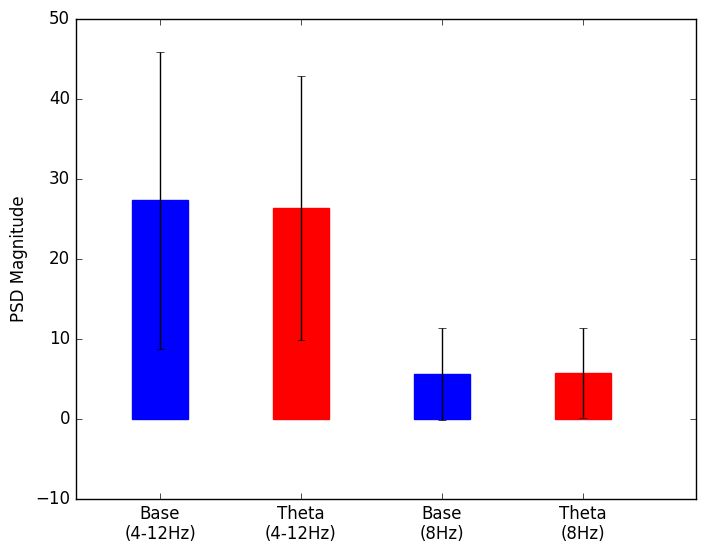 50
40
30
20
10
0
−10
PSD Magnitude
Base
(4-12Hz)
Theta
(4-12Hz)
Base
(8Hz)
Theta
(8Hz)